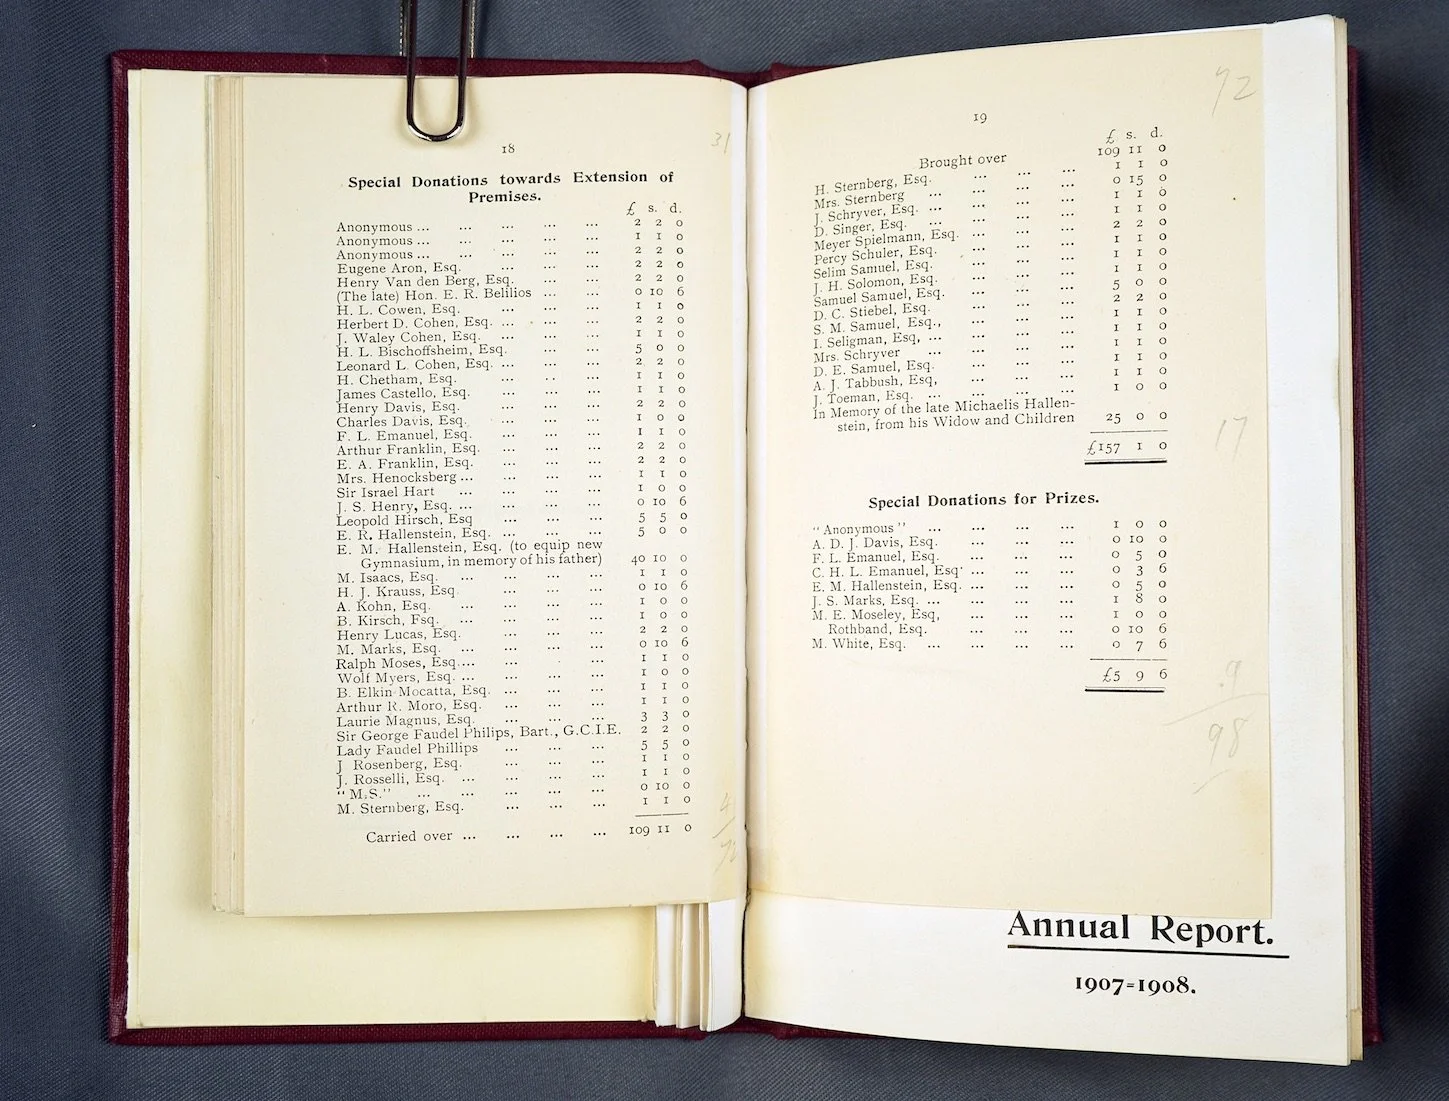 18
31
Special Donations towards Extension of
Premises.
£ s. d.
Anonymous ... ... ... ... ... 2 2 0
Anonymous ... ... ... ... ... 1 1 0
Anonymous ... ... ... ... ... 2 2 0
Eugene Aron, Esq. ... ... ... 2 2 0
Henry Van den Berg, Esq. ... ... 2 2 0
(The late) Hon. E. R. Belilios ... ... 0 10 6
H. L. Cowen, Esq. ... ... ... 1 1 0
Herbert D. Cohen, Esq. ... ... ... 2 2 0
J. Waley Cohen, Esq. ... ... ... 1 1 0
H. L. Bischoffsheim, Esq. ... ... 5 0 0
Leonard L. Cohen, Esq. ... ... ... 2 2 0
H. Chetham, Esq. ... ... ... 1 1 0
James Castello, Esq. ... ... ... 1 1 0
Henry Davis, Esq. ... ... ... 2 2 0
Charles Davis, Esq. ... ... ... 1 0 0
F. L. Emanuel, Esq. ... ... ... 1 1 0
Arthur Franklin, Esq. ... ... ... 2 2 0
E. A. Franklin, Esq. ... ... ... 2 2 0
Mrs. Henocksberg ... ... ... ... 1 1 0
Sir Israel Hart ... ... ... ... 1 0 0
J. S. Henry, Esq. ... ... ... ... 0 10 6
Leopold Hirsch, Esq ... ... ... 5 5 0
E. R. Hallenstein, Esq. ... ... ... 5 0 0
E. M. Hallenstein, Esq. (to equip new
Gymnasium, in memory of his father) 40 10 0
M. Isaacs, Esq. ... ... ... ... 1 1 0
H. J. Krauss, Esq. ... ... ... 0 10 6
A. Kohn, Esq. ... ... ... ... 1 0 0
B. Kirsch, Fsq. ... ... ... ... 1 0 0
Henry Lucas, Esq. ... ... ... 2 2 0
M. Marks, Esq. ... ... ... ... 0 10 6
Ralph Moses, Esq.... ... ... ... 1 1 0
Wolf Myers, Esq. ... ... ... ... 1 0 0
B. Elkin Mocatta, Esq. ... ... ... 1 1 0
Arthur R. Moro, Esq. ... ... ... 1 1 0
Laurie Magnus, Esq. ... ... ... 3 3 0
Sir George Faudel Philips, Bart., G.C.I.E. 2 2 0
Lady Faudel Phillips ... ... ... 5 5 0
J Rosenberg, Esq. ... ... ... 1 1 0
J. Rosselli, Esq. ... ... ... ... 1 1 0
" M.S." ... ... ... ... ... 0 10 0
M. Sternberg, Esq. ... ... ... 1 1 0
Carried over ... ... ... ... 109 11 0
4
72
72
19
£ s. d.
Brought over 109 11 0
H. Sternberg, Esq. ... ... ... 1 1 0
Mrs. Sternberg ... ... ... ... 0 15 0
J. Schryver, Esq. ... ... ... ... 1 1 0
D. Singer, Esq. ... ... ... ... 1 1 0
Meyer Spielmann, Esq. ... ... ... 2 2 0
Percy Schuler, Esq. ... ... ... 1 1 0
Selim Samuel, Esq. ... ... ... 1 1 0
J. H. Solomon, Esq. ... ... ... 1 1 0
Samuel Samuel, Esq. ... ... ... 5 0 0
D. C. Stiebel, Esq. ... ... ... 2 2 0
S. M. Samuel, Esq., ... ... ... 1 1 0
I. Seligman, Esq, ... ... ... ... 1 1 0
Mrs. Schryver ... ... ... ... 1 1 0
D. E. Samuel, Esq. ... ... ... 1 1 0
A. J. Tabbush, Esq, ... ... ... 1 1 0
J. Toeman, Esq. ... ... ... ... 1 0 0
In Memory of the late Michaelis Hallen-
stein, from his Widow and Children 25 0 0
£157 1 0
17
Special Donations for Prizes.
" Anonymous " ... ... ... ... 1 0 0
A. D. J. Davis, Esq. ... ... ... 0 10 0
F. L. Emanuel, Esq. ... ... ... 0 5 0
C. H. L. Emanuel, Esq. ... ... ... 0 3 6
E. M. Hallenstein, Esq. ... ... ... 0 5 0
J. S. Marks, Esq. ... ... ... ... 1 8 0
M. E. Moseley, Esq, ... ... ... 1 0 0
Rothband, Esq. ... ... ... 0 10 6
M. White, Esq. ... ... ... ... 0 7 6
£5 9 6
9
98
Annual Report.
1907=1908.